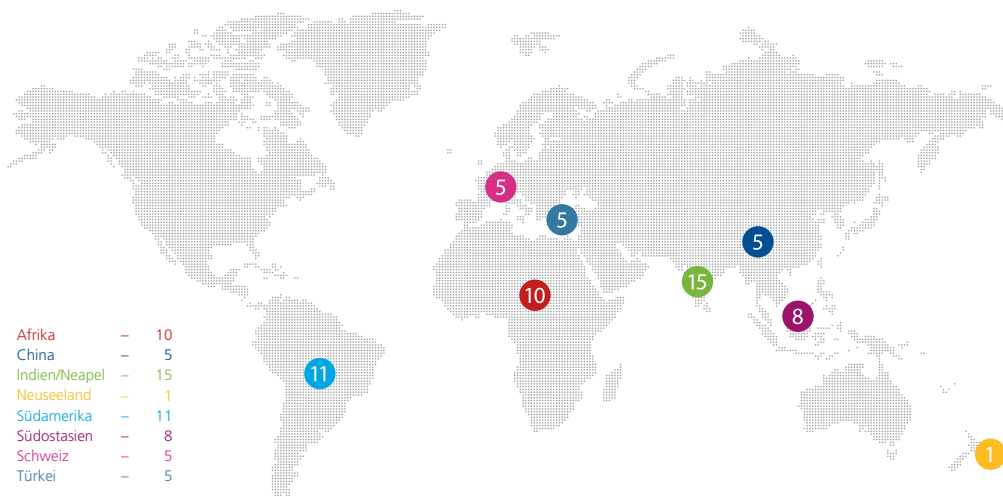 5
5
5
15
10
8
Afrika – 10
China – 5
Indien/Neapel – 15
Neuseeland – 1
Südamerika – 11
Südostasien – 8
Schweiz – 5
Türkei – 5
11
1